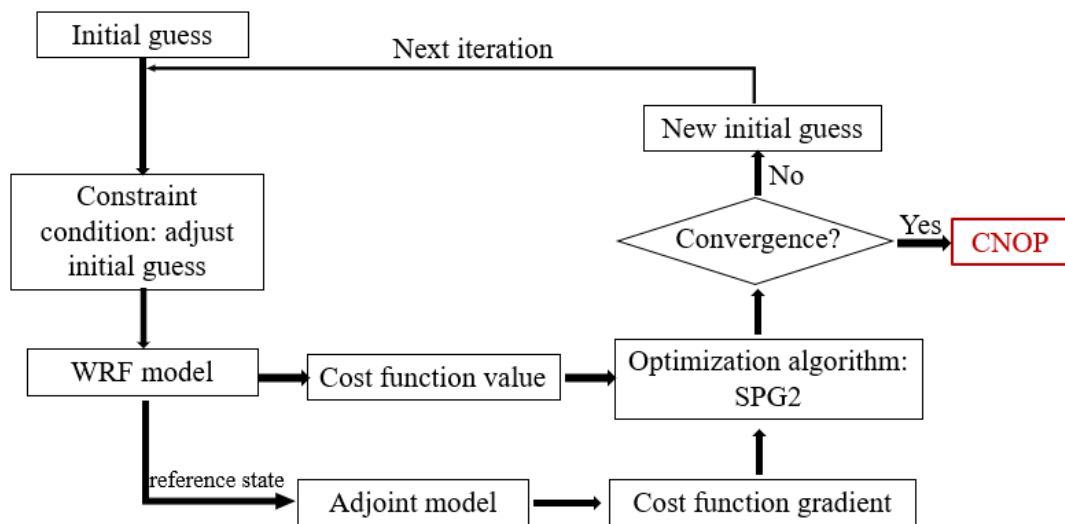 Initial guess
Next iteration
New initial guess
No
Constraint
condition: adjust
initial guess
Convergence?
Yes
CNOP
WRF model
Cost function value
Optimization algorithm:
SPG2
reference state
Adjoint model
Cost function gradient